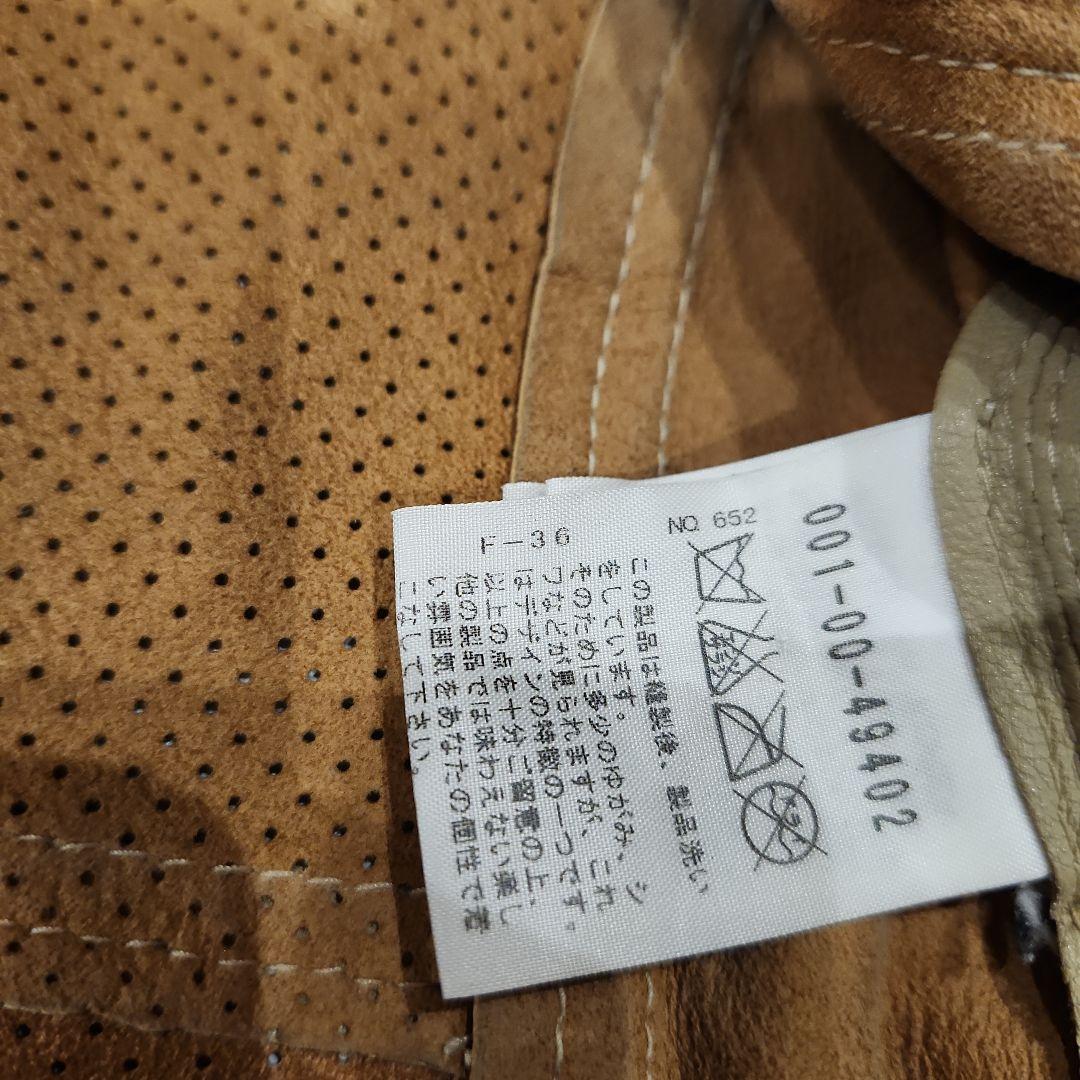 001-00-49402
NO. 652
F-36
この製品は縫製後、製品洗い
をしています。
そのために多少のゆがみ、シ
ワなどが見られますが、これ
はデザインの特徴の一つです。
以上の点を十分ご留意の上、
他の製品では味わえない楽し
い雰囲気をあなたの個性で着
こなして下さい。